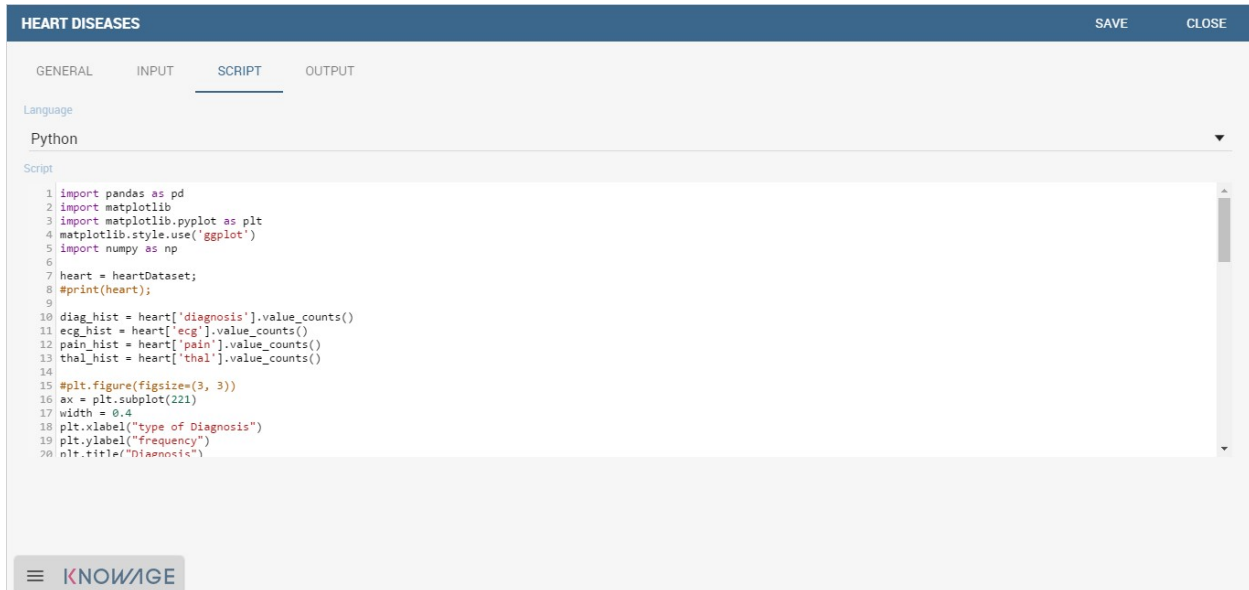 HEART DISEASES SAVE CLOSE
GENERAL INPUT SCRIPT OUTPUT
Language
Python
Script
1 import pandas as pd
2 import matplotlib
3 import matplotlib.pyplot as plt
4 matplotlib.style.use('ggplot')
5 import numpy as np
6
7 heart = heartDataset;
8 #print(heart);
9
10 diag_hist = heart['diagnosis'].value_counts()
11 ecg_hist = heart['ecg'].value_counts()
12 pain_hist = heart['pain'].value_counts()
13 thal_hist = heart['thal'].value_counts()
14
15 #plt.figure(figsize=(3, 3))
16 ax = plt.subplot(221)
17 width = 0.4
18 plt.xlabel("type of Diagnosis")
19 plt.ylabel("frequency")
20 plt.title("Diagnosis")
KNOWAGE